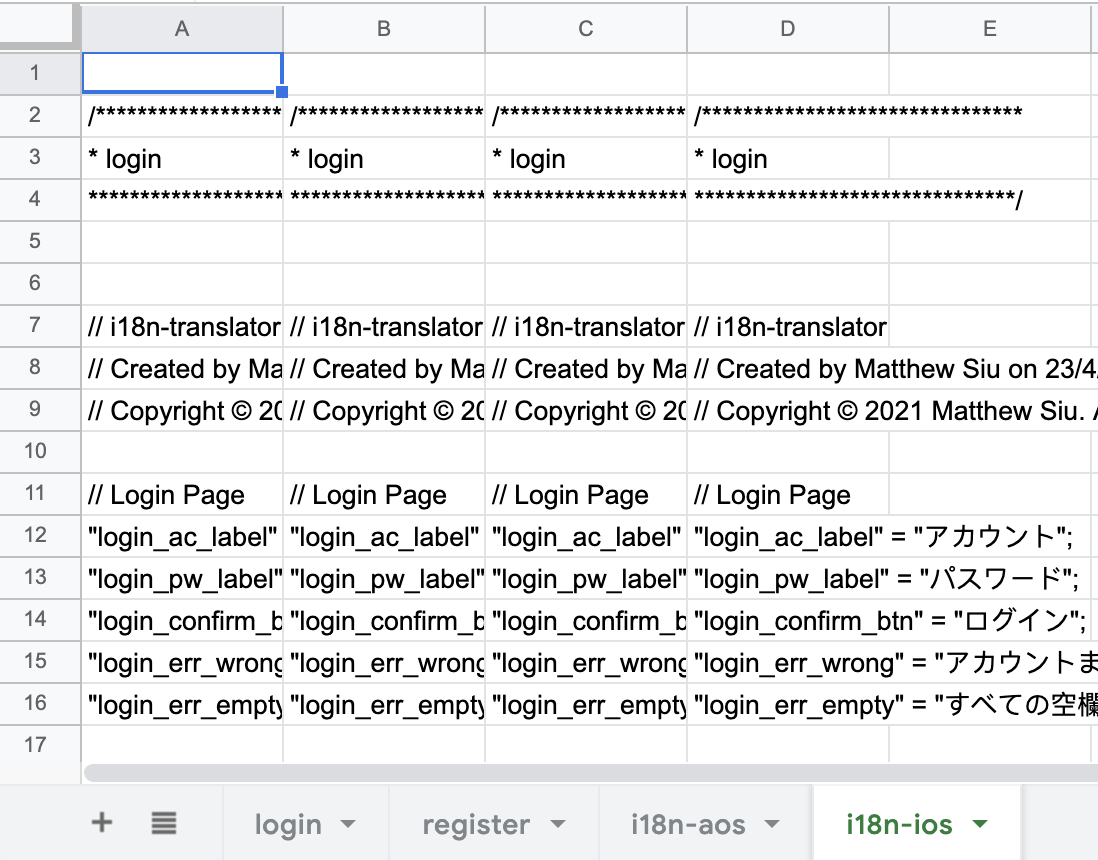 A B C D E
1
2 /****************** /****************** /****************** /*******************************
3 * login * login * login * login
4 ******************* ******************* ******************* *******************************/
5
6
7 // i18n-translator // i18n-translator // i18n-translator // i18n-translator
8 // Created by Ma // Created by Ma // Created by Ma // Created by Matthew Siu on 23/4/
9 // Copyright © 20 // Copyright © 20 // Copyright © 20 // Copyright © 2021 Matthew Siu. A
10
11 // Login Page // Login Page // Login Page // Login Page
12 "login_ac_label" "login_ac_label" "login_ac_label" "login_ac_label" = "アカウント";
13 "login_pw_label" "login_pw_label" "login_pw_label" "login_pw_label" = "パスワード";
14 "login_confirm_b "login_confirm_b "login_confirm_b "login_confirm_btn" = "ログイン";
15 "login_err_wrong "login_err_wrong "login_err_wrong "login_err_wrong" = "アカウントま
16 "login_err_empty "login_err_empty "login_err_empty "login_err_empty" = "すべての空欄
17
+ login register i18n-aos i18n-ios